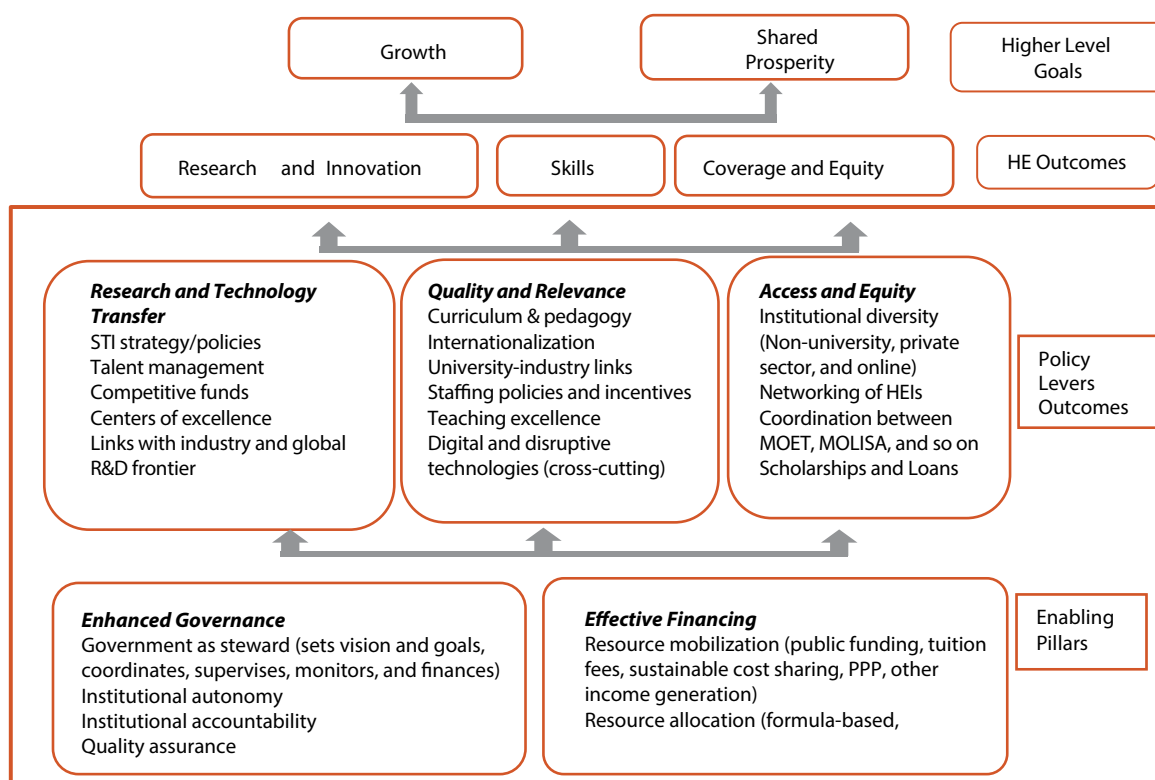 Growth
Shared
Prosperity
Higher Level
Goals
Research and Innovation
Skills
Coverage and Equity
HE Outcomes
Research and Technology
Transfer
STI strategy/policies
Talent management
Competitive funds
Centers of excellence
Links with industry and global
R&D frontier
Quality and Relevance
Curriculum & pedagogy
Internationalization
University-industry links
Staffing policies and incentives
Teaching excellence
Digital and disruptive
technologies (cross-cutting)
Access and Equity
Institutional diversity
(Non-university, private
sector, and online)
Networking of HEIs
Coordination between
MOET, MOLISA, and so on
Scholarships and Loans
Policy
Levers
Outcomes
Enhanced Governance
Government as steward (sets vision and goals,
coordinates, supervises, monitors, and finances)
Institutional autonomy
Institutional accountability
Quality assurance
Effective Financing
Resource mobilization (public funding, tuition
fees, sustainable cost sharing, PPP, other
income generation)
Resource allocation (formula-based,
Enabling
Pillars